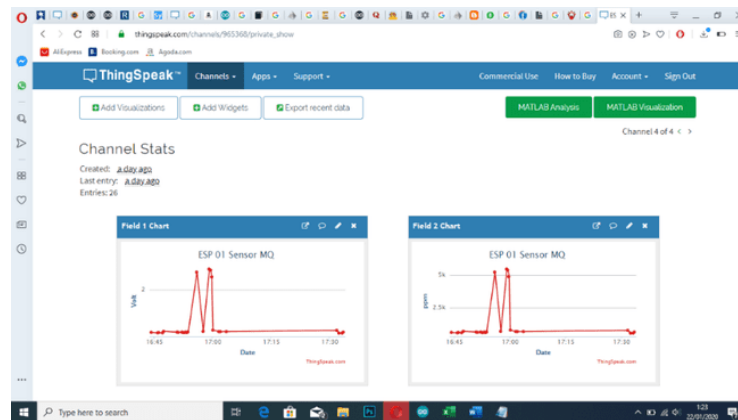 thingspeak.com/channels/965368/private_show
AliExpress Booking.com Agoda.com
ThingSpeak™ Channels Apps Support Commercial Use How to Buy Account Sign Out
Add Visualizations Add Widgets Export recent data MATLAB Analysis MATLAB Visualization
Channel 4 of 4 < >
Channel Stats
Created: a day ago
Last entry: a day ago
Entries: 26
Field 1 Chart
ESP 01 Sensor MQ
Volt
2
16:45 17:00 17:15 17:30
Date
ThingSpeak.com
Field 2 Chart
ESP 01 Sensor MQ
ppm
5k
2.5k
16:45 17:00 17:15 17:30
Date
ThingSpeak.com
Type here to search
1:23
22/01/2020